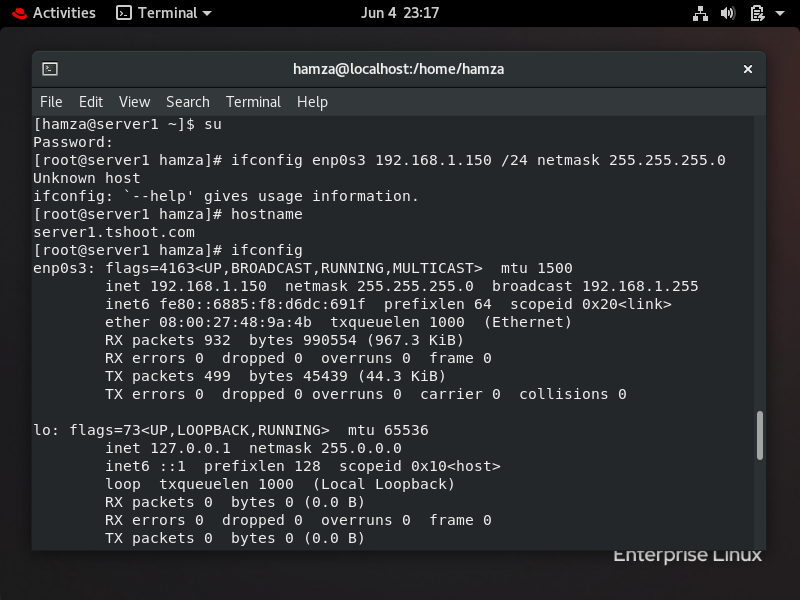 Activities Terminal Jun 4 23:17
hamza@localhost:/home/hamza
File Edit View Search Terminal Help
[hamza@server1 ~]$ su
Password:
[root@server1 hamza]# ifconfig enp0s3 192.168.1.150 /24 netmask 255.255.255.0
Unknown host
ifconfig: `--help' gives usage information.
[root@server1 hamza]# hostname
server1.tshoot.com
[root@server1 hamza]# ifconfig
enp0s3: flags=4163<UP,BROADCAST,RUNNING,MULTICAST>  mtu 1500
        inet 192.168.1.150  netmask 255.255.255.0  broadcast 192.168.1.255
        inet6 fe80::6885:f8:d6dc:691f  prefixlen 64  scopeid 0x20<link>
        ether 08:00:27:48:9a:4b  txqueuelen 1000  (Ethernet)
        RX packets 932  bytes 990554 (967.3 KiB)
        RX errors 0  dropped 0  overruns 0  frame 0
        TX packets 499  bytes 45439 (44.3 KiB)
        TX errors 0  dropped 0 overruns 0  carrier 0  collisions 0
lo: flags=73<UP,LOOPBACK,RUNNING>  mtu 65536
        inet 127.0.0.1  netmask 255.0.0.0
        inet6 ::1  prefixlen 128  scopeid 0x10<host>
        loop  txqueuelen 1000  (Local Loopback)
        RX packets 0  bytes 0 (0.0 B)
        RX errors 0  dropped 0  overruns 0  frame 0
        TX packets 0  bytes 0 (0.0 B)
Enterprise Linux